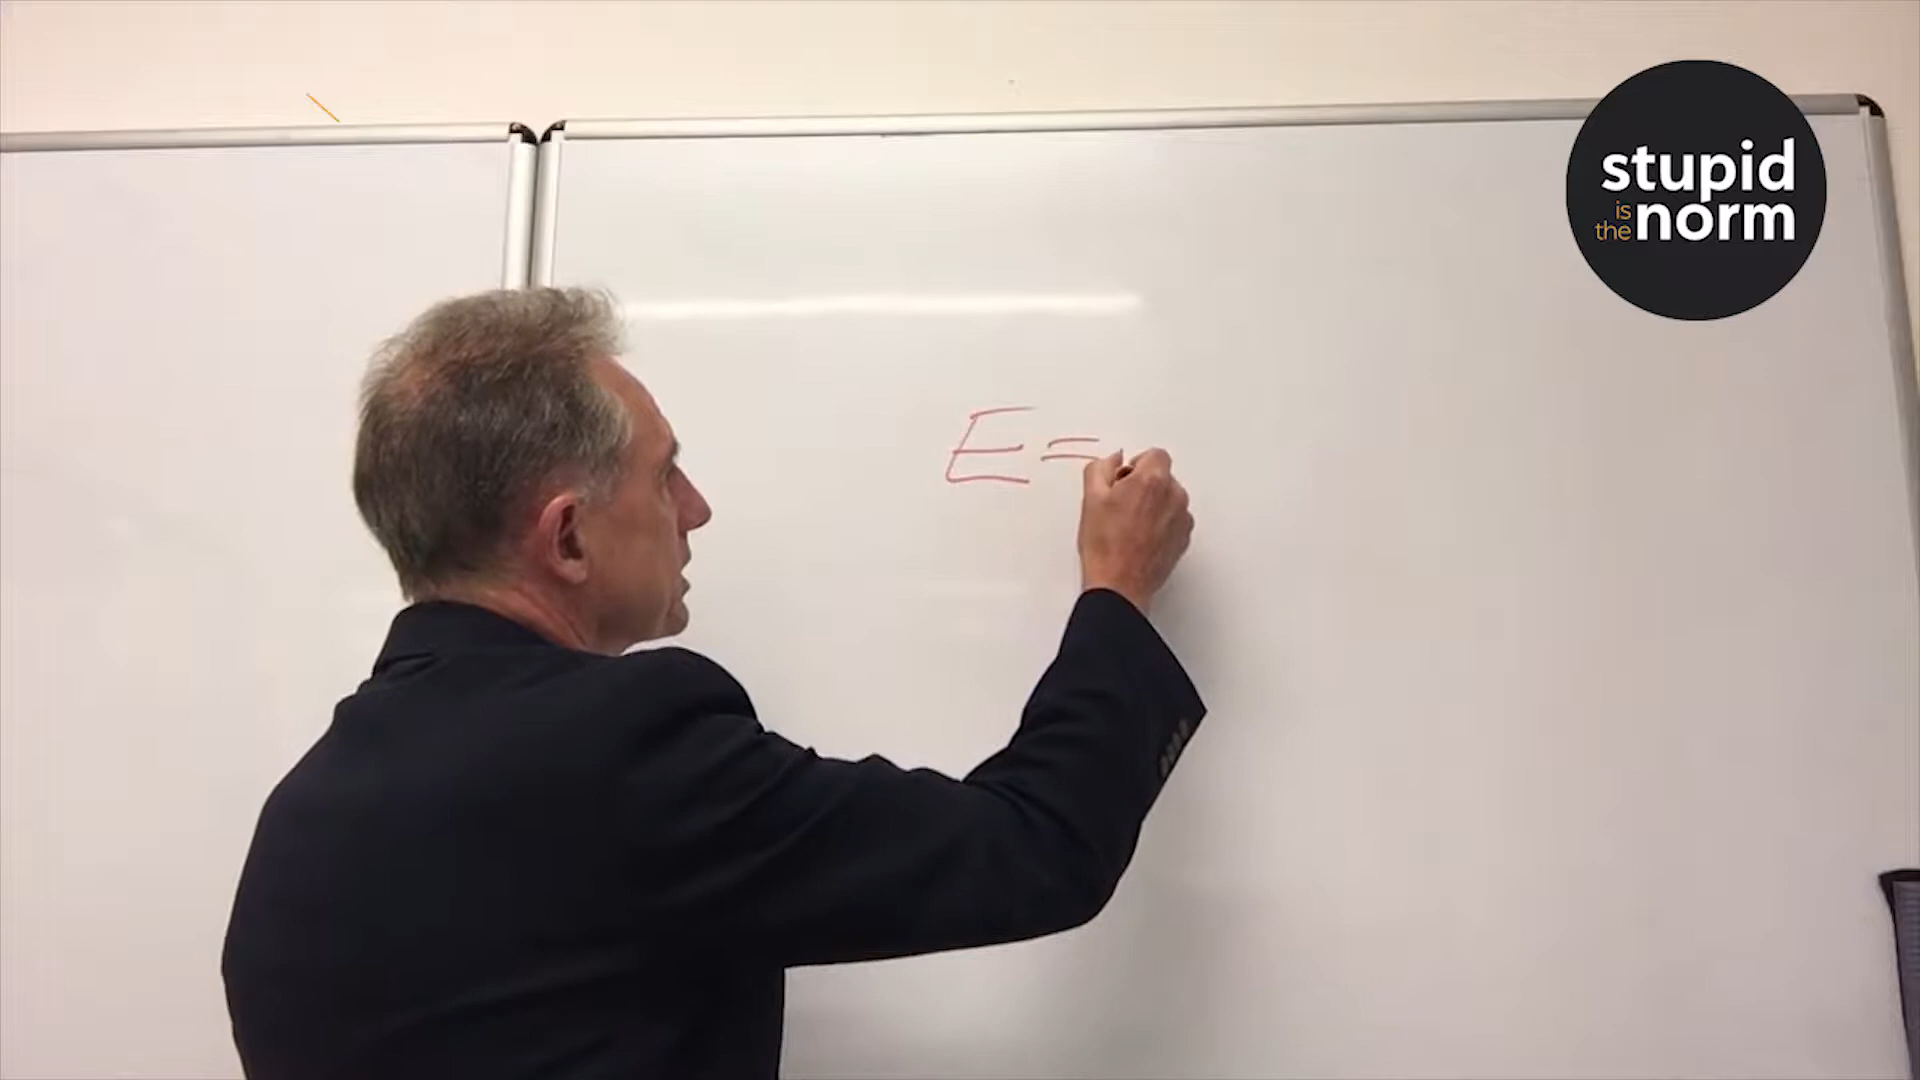 stupid
is
the norm
E =